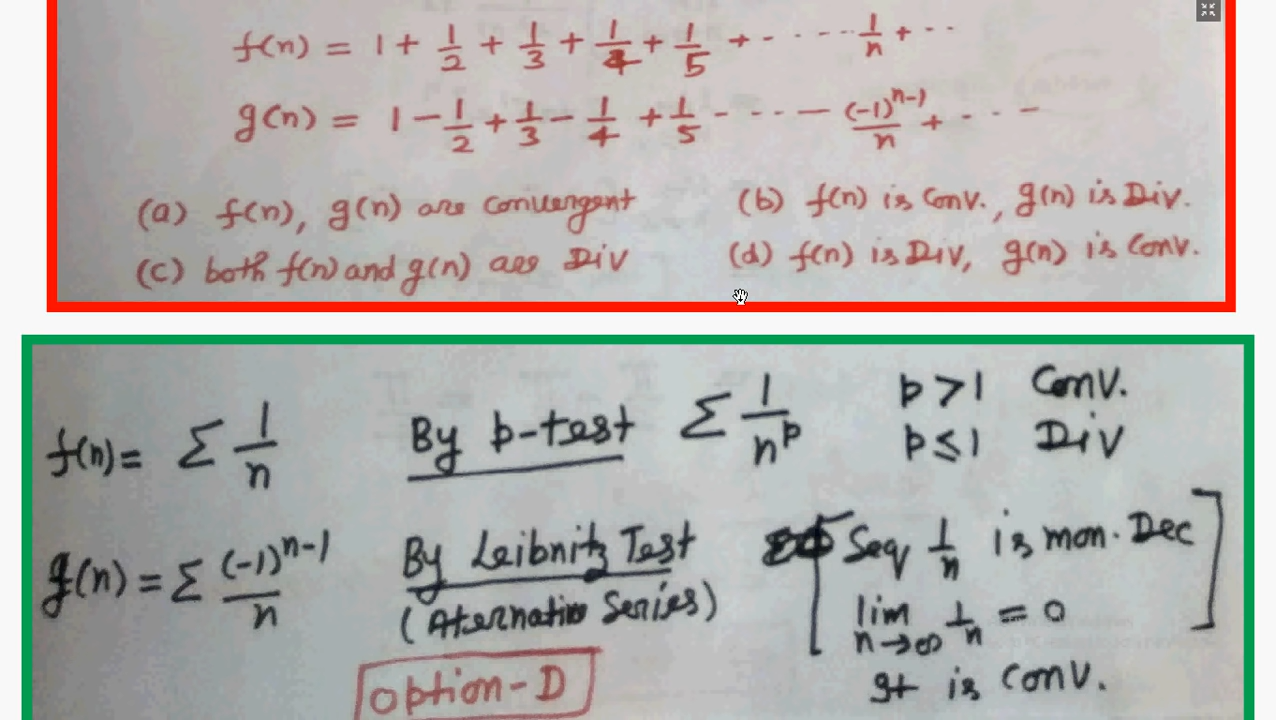 f(n) = 1 + 1/2 + 1/3 + 1/4 + 1/5 + - - - - - 1/n + - -
g(n) = 1 - 1/2 + 1/3 - 1/4 + 1/5 - - - - - (-1)^{n-1}/n + - - - -
(a) f(n), g(n) are convergent (b) f(n) is Conv., g(n) is Div.
(c) both f(n) and g(n) are Div (d) f(n) is Div, g(n) is Conv.
f(n) = Σ 1/n By p-test Σ 1/n^p p > 1 Conv.
p ≤ 1 Div
g(n) = Σ (-1)^{n-1}/n By Leibnitz Test [ Seq 1/n is mon. Dec ]
(Aternative Series) lim n→∞ 1/n = 0
It is Conv.
option-D